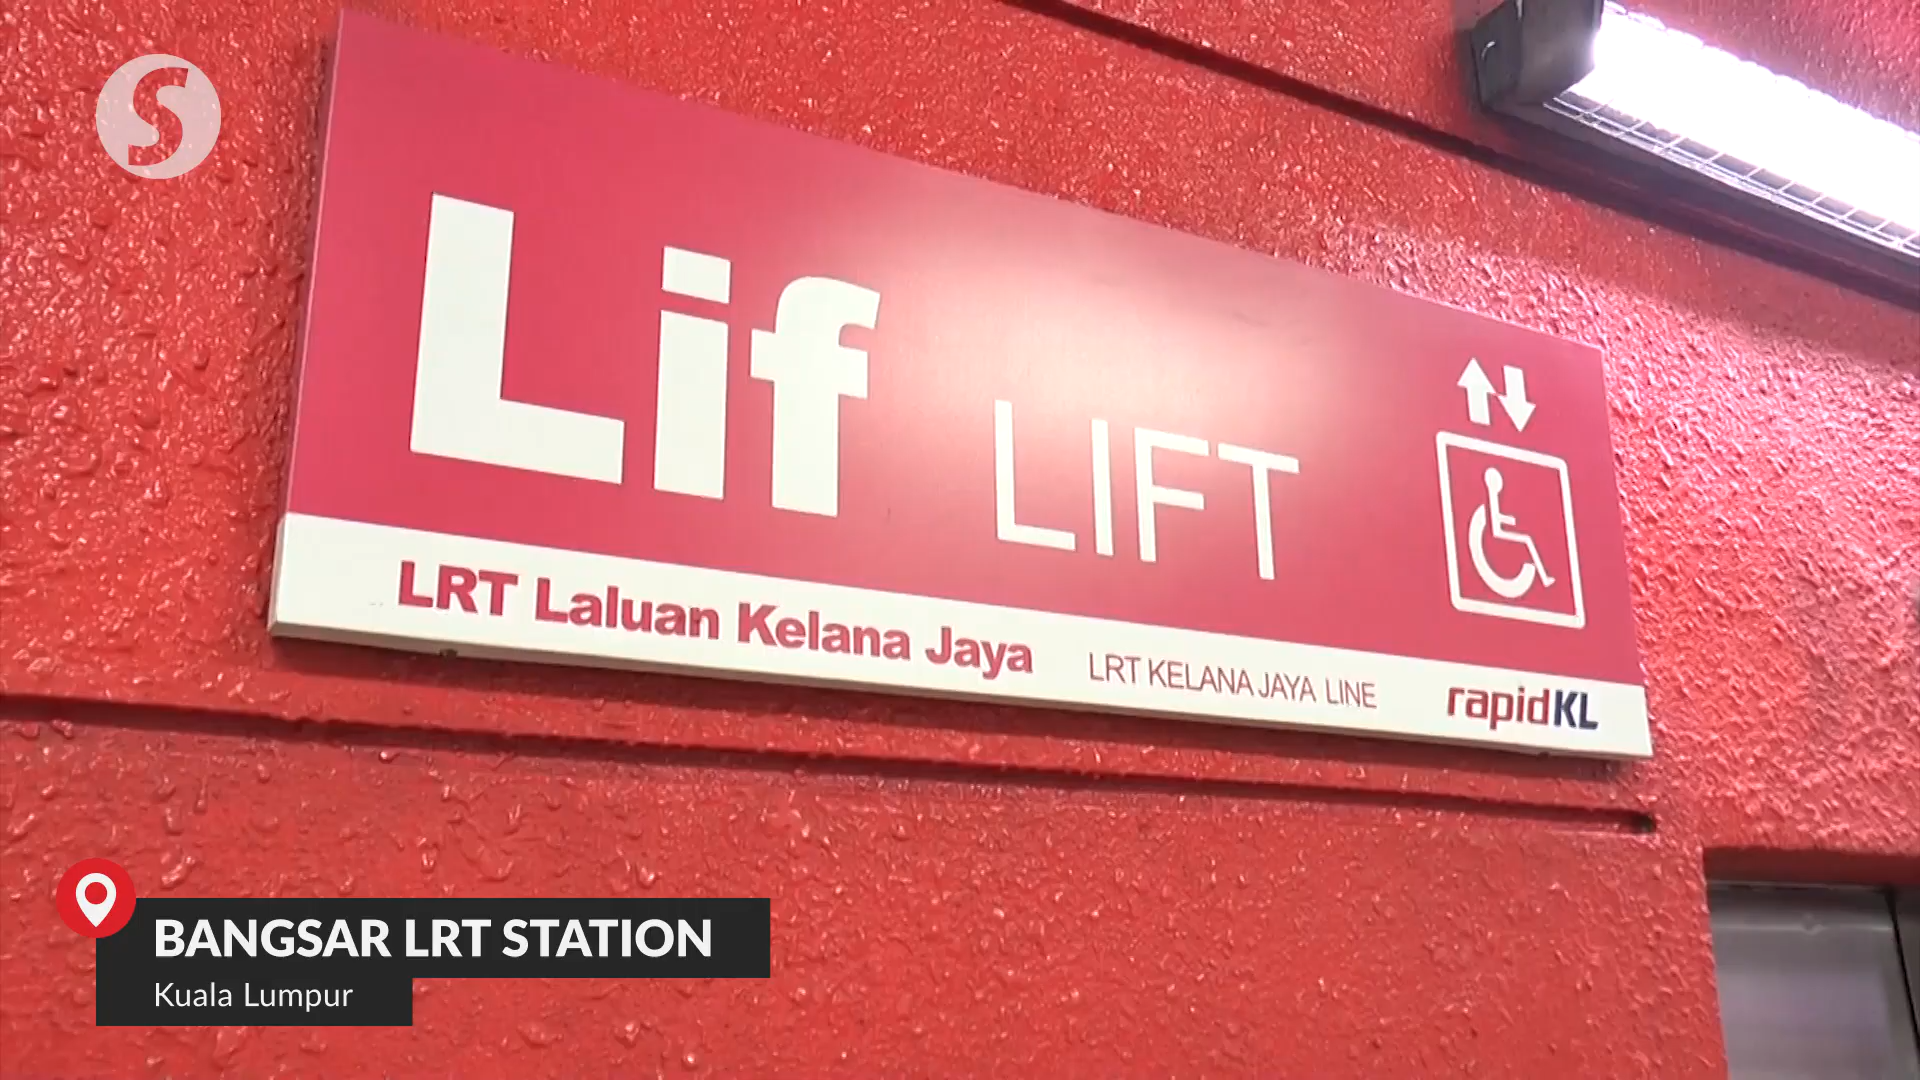 S
Lif LIFT
LRT Laluan Kelana Jaya LRT KELANA JAYA LINE rapidKL
BANGSAR LRT STATION
Kuala Lumpur